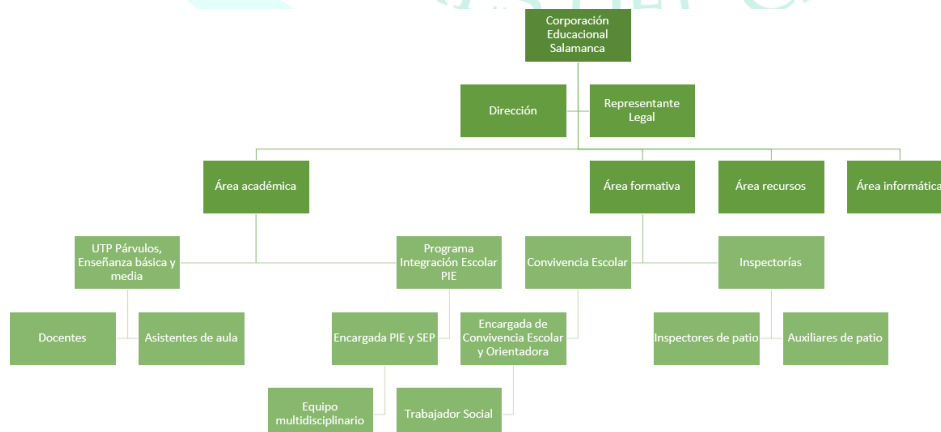 Corporación
Educacional
Salamanca
Dirección
Representante
Legal
Área académica
Área formativa
Área recursos
Área informática
UTP Párvulos,
Enseñanza básica y
media
Programa
Integración Escolar
PIE
Convivencia Escolar
Inspectorías
Docentes
Asistentes de aula
Encargada PIE y SEP
Encargada de
Convivencia Escolar
y Orientadora
Inspectores de patio
Auxiliares de patio
Equipo
multidisciplinario
Trabajador Social